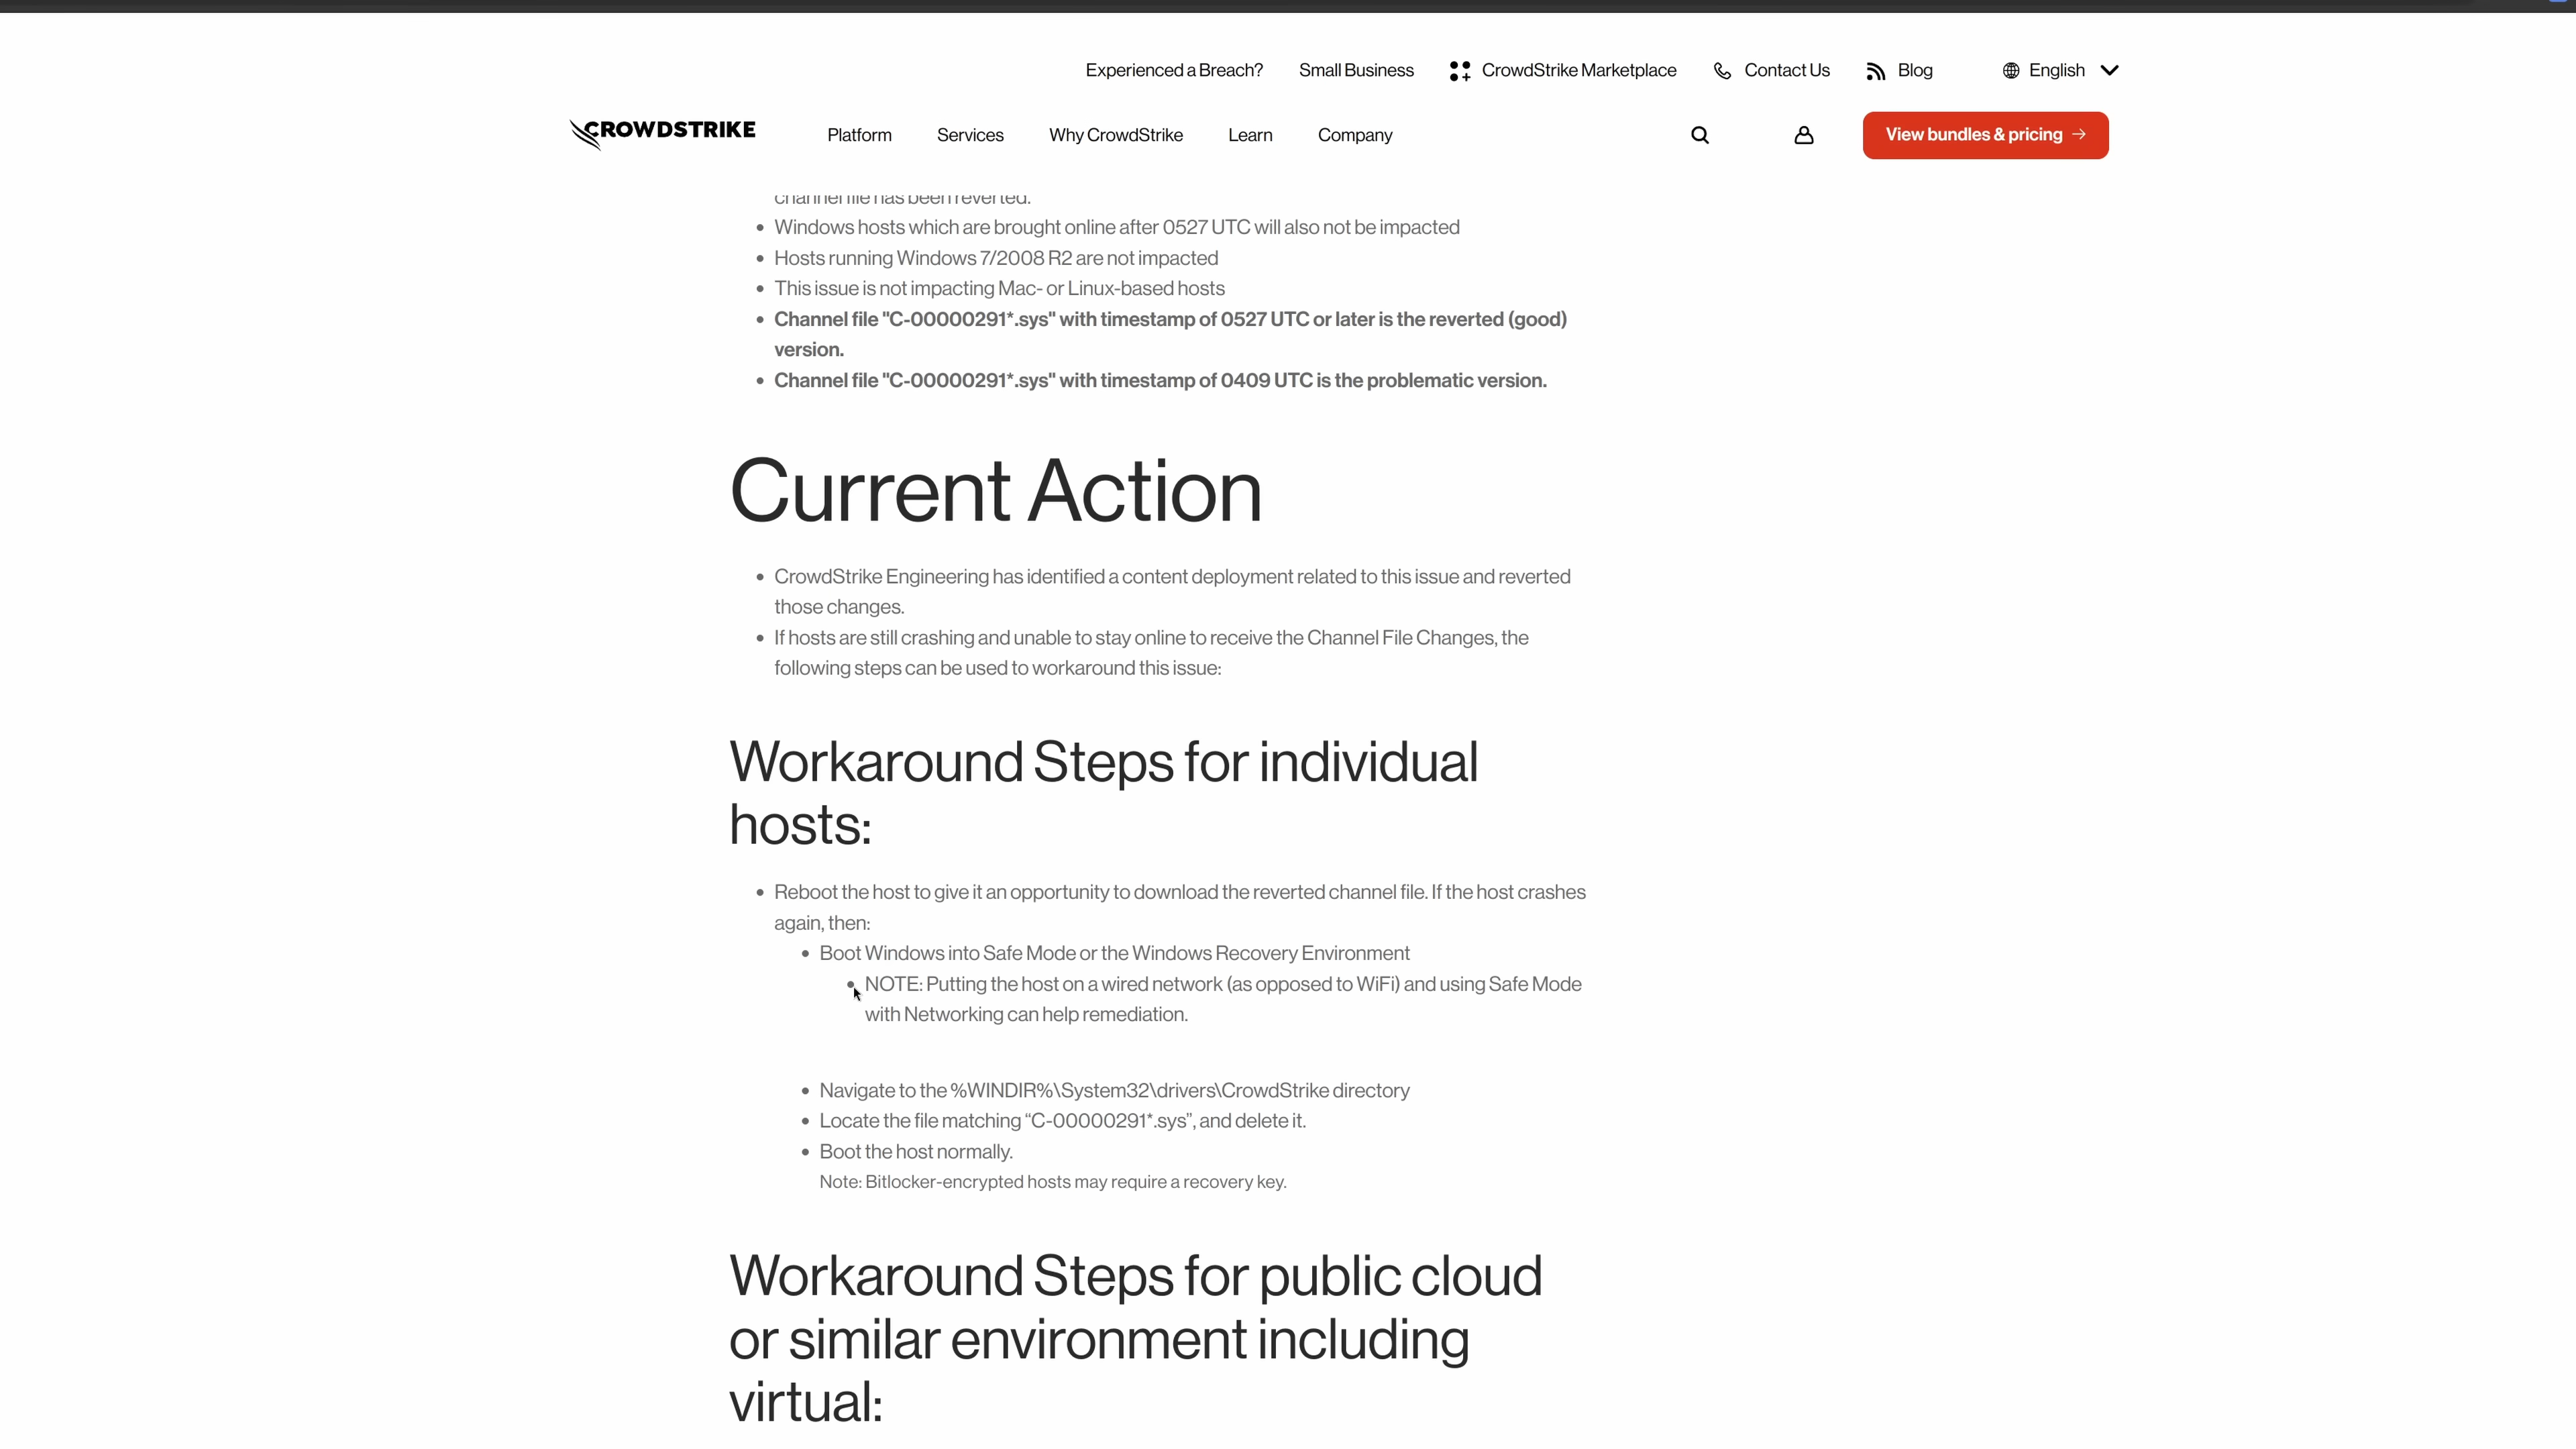 Experienced a Breach? Small Business CrowdStrike Marketplace Contact Us Blog English
CROWDSTRIKE Platform Services Why CrowdStrike Learn Company View bundles & pricing →
channel file has been reverted.
• Windows hosts which are brought online after 0527 UTC will also not be impacted
• Hosts running Windows 7/2008 R2 are not impacted
• This issue is not impacting Mac- or Linux-based hosts
• Channel file "C-00000291*.sys" with timestamp of 0527 UTC or later is the reverted (good)
version.
• Channel file "C-00000291*.sys" with timestamp of 0409 UTC is the problematic version.
Current Action
• CrowdStrike Engineering has identified a content deployment related to this issue and reverted
those changes.
• If hosts are still crashing and unable to stay online to receive the Channel File Changes, the
following steps can be used to workaround this issue:
Workaround Steps for individual
hosts:
• Reboot the host to give it an opportunity to download the reverted channel file. If the host crashes
again, then:
• Boot Windows into Safe Mode or the Windows Recovery Environment
• NOTE: Putting the host on a wired network (as opposed to WiFi) and using Safe Mode
with Networking can help remediation.
• Navigate to the %WINDIR%\System32\drivers\CrowdStrike directory
• Locate the file matching “C-00000291*.sys”, and delete it.
• Boot the host normally.
Note: Bitlocker-encrypted hosts may require a recovery key.
Workaround Steps for public cloud
or similar environment including
virtual: